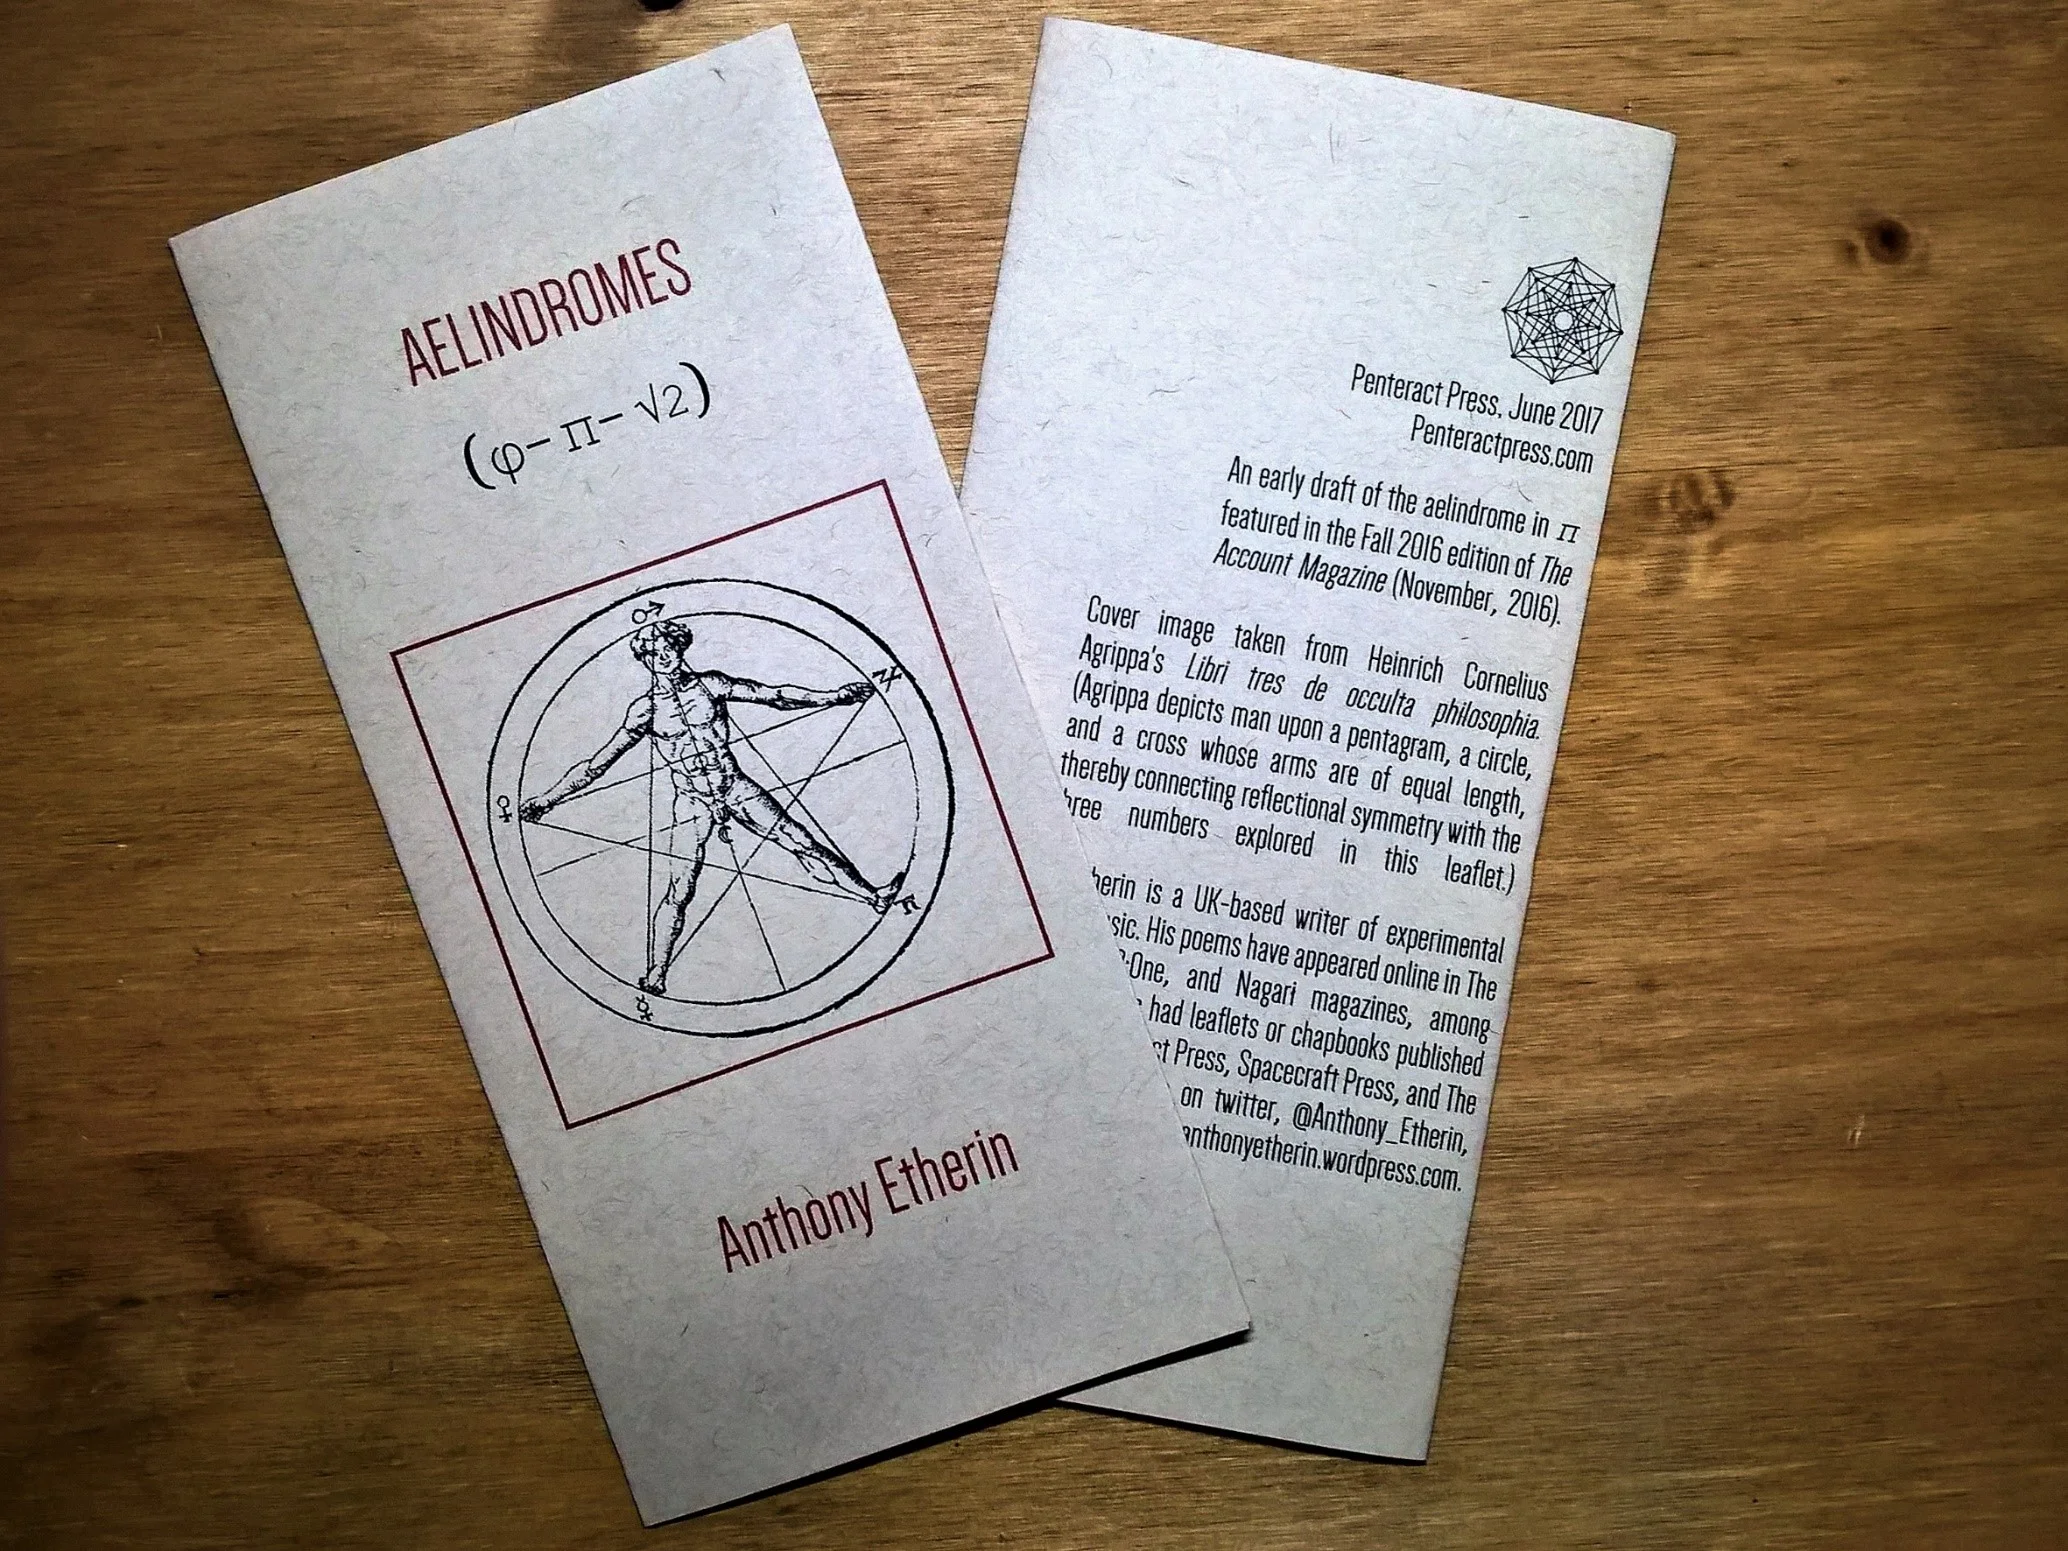 AELINDROMES
(φ – π – √2)
♂
♃
♀
♄
☿
Anthony Etherin
Penteract Press, June 2017
Penteractpress.com
An early draft of the aelindrome in π
featured in the Fall 2016 edition of The
Account Magazine (November, 2016).
Cover image taken from Heinrich Cornelius
Agrippa's Libri tres de occulta philosophia.
(Agrippa depicts man upon a pentagram, a circle,
and a cross whose arms are of equal length,
thereby connecting reflectional symmetry with the
numbers explored in this leaflet.)
is a UK-based writer of experimental
His poems have appeared online in The
and Nagari magazines, among
had leaflets or chapbooks published
Press, Spacecraft Press, and The
on twitter, @Anthony_Etherin,
anthonyetherin.wordpress.com.